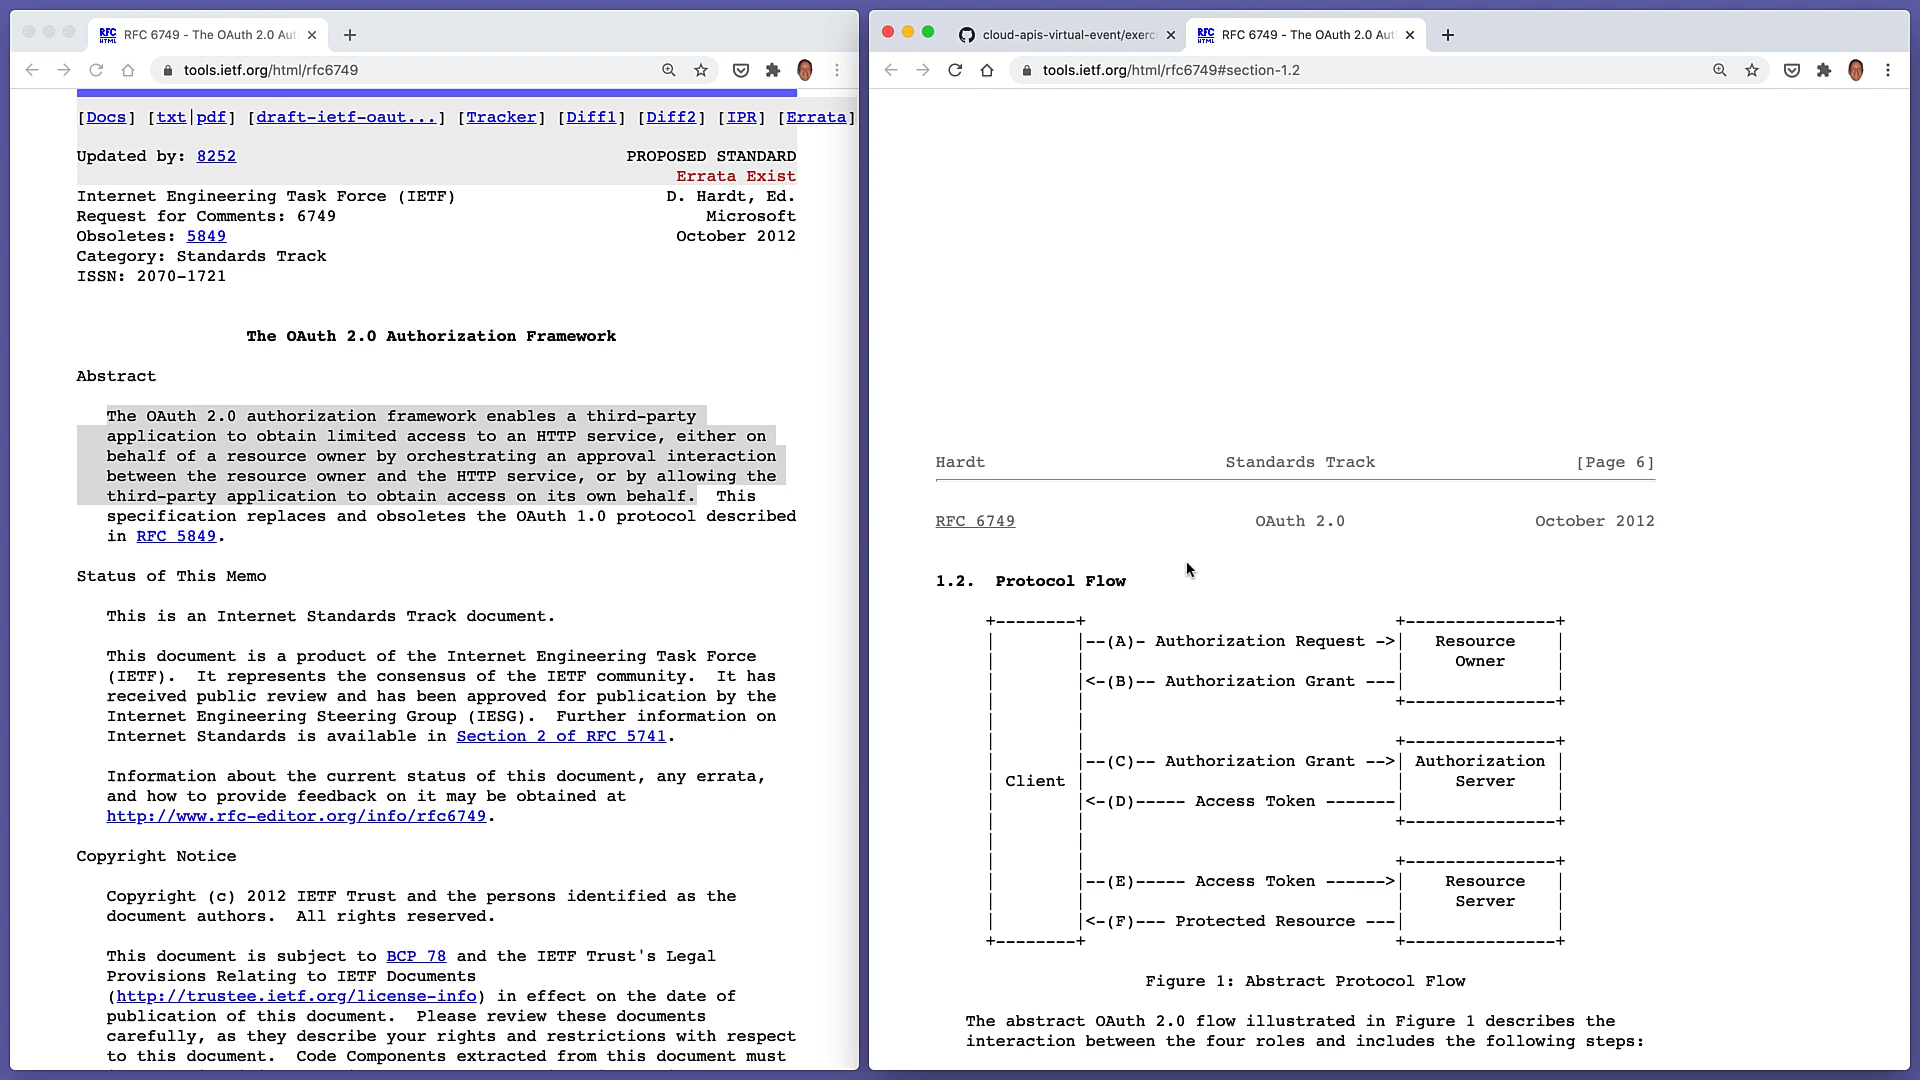 RFC 6749 - The OAuth 2.0 Aut
tools.ietf.org/html/rfc6749
[Docs] [txt|pdf] [draft-ietf-oaut...] [Tracker] [Diff1] [Diff2] [IPR] [Errata]
Updated by: 8252 PROPOSED STANDARD
Errata Exist
Internet Engineering Task Force (IETF) D. Hardt, Ed.
Request for Comments: 6749 Microsoft
Obsoletes: 5849 October 2012
Category: Standards Track
ISSN: 2070-1721
The OAuth 2.0 Authorization Framework
Abstract
The OAuth 2.0 authorization framework enables a third-party
application to obtain limited access to an HTTP service, either on
behalf of a resource owner by orchestrating an approval interaction
between the resource owner and the HTTP service, or by allowing the
third-party application to obtain access on its own behalf. This
specification replaces and obsoletes the OAuth 1.0 protocol described
in RFC 5849.
Status of This Memo
This is an Internet Standards Track document.
This document is a product of the Internet Engineering Task Force
(IETF). It represents the consensus of the IETF community. It has
received public review and has been approved for publication by the
Internet Engineering Steering Group (IESG). Further information on
Internet Standards is available in Section 2 of RFC 5741.
Information about the current status of this document, any errata,
and how to provide feedback on it may be obtained at
http://www.rfc-editor.org/info/rfc6749.
Copyright Notice
Copyright (c) 2012 IETF Trust and the persons identified as the
document authors. All rights reserved.
This document is subject to BCP 78 and the IETF Trust's Legal
Provisions Relating to IETF Documents
(http://trustee.ietf.org/license-info) in effect on the date of
publication of this document. Please review these documents
carefully, as they describe your rights and restrictions with respect
to this document. Code Components extracted from this document must
cloud-apis-virtual-event/exerci
RFC 6749 - The OAuth 2.0 Aut
tools.ietf.org/html/rfc6749#section-1.2
Hardt Standards Track [Page 6]
RFC 6749 OAuth 2.0 October 2012
1.2. Protocol Flow
+--------+ +---------------+
| |--(A)- Authorization Request ->| Resource |
| | | Owner |
| |<-(B)-- Authorization Grant ---| |
| | +---------------+
| |
| | +---------------+
| |--(C)-- Authorization Grant -->| Authorization |
| Client | | Server |
| |<-(D)----- Access Token -------| |
| | +---------------+
| |
| | +---------------+
| |--(E)----- Access Token ------>| Resource |
| | | Server |
| |<-(F)--- Protected Resource ---| |
+--------+ +---------------+
Figure 1: Abstract Protocol Flow
The abstract OAuth 2.0 flow illustrated in Figure 1 describes the
interaction between the four roles and includes the following steps: